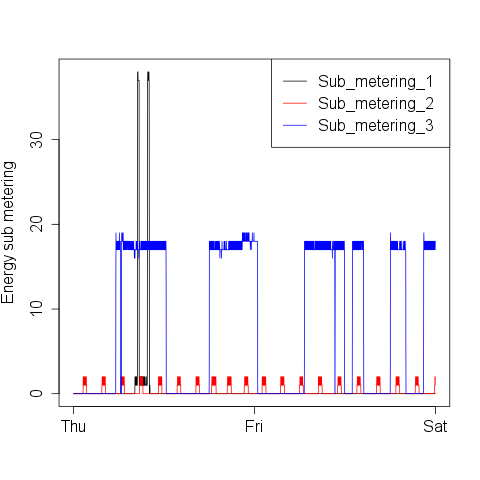 Sub_metering_1
Sub_metering_2
Sub_metering_3
Energy sub metering
30
20
10
0
Thu Fri Sat